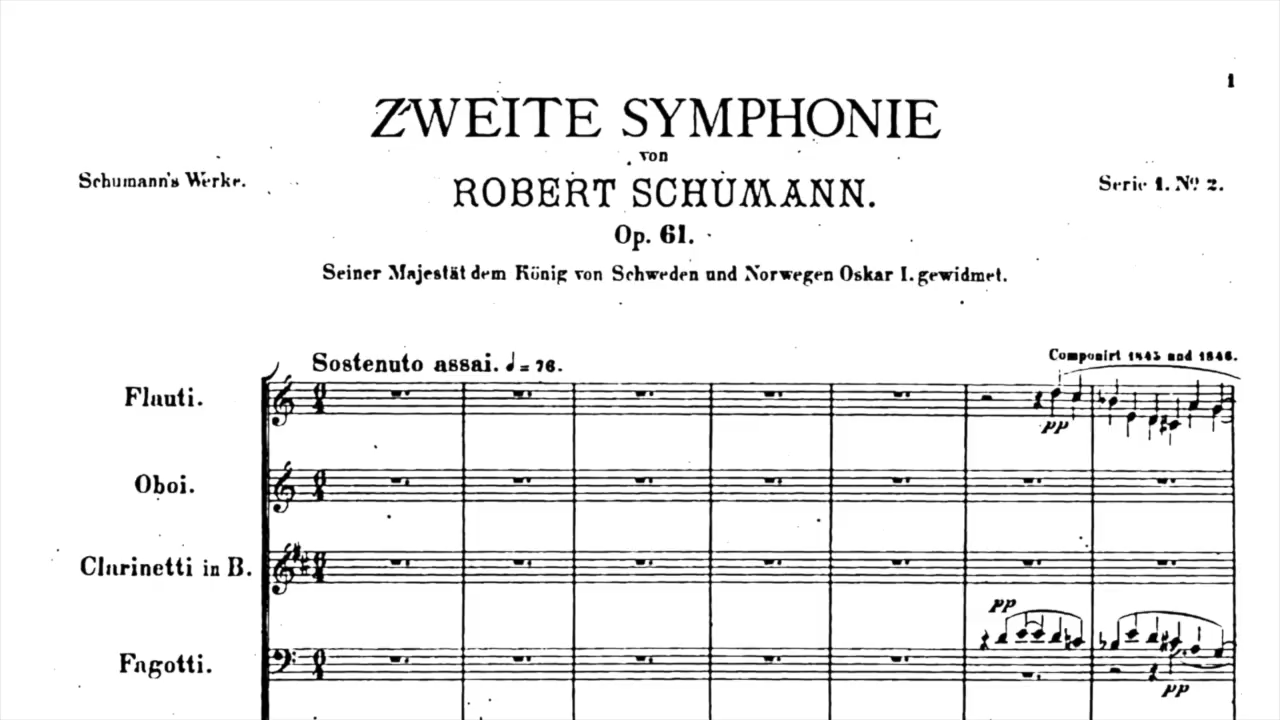 1
ZWEITE SYMPHONIE
von
Schumann's Werke.
ROBERT SCHUMANN.
Serie 1. Nº 2.
Op. 61.
Seiner Majestät dem König von Schweden und Norwegen Oskar I. gewidmet.
Sostenuto assai. ♩ = 76.
Componirt 1845 und 1846.
Flauti.
pp
Oboi.
Clarinetti in B.
pp
Fagotti.
pp